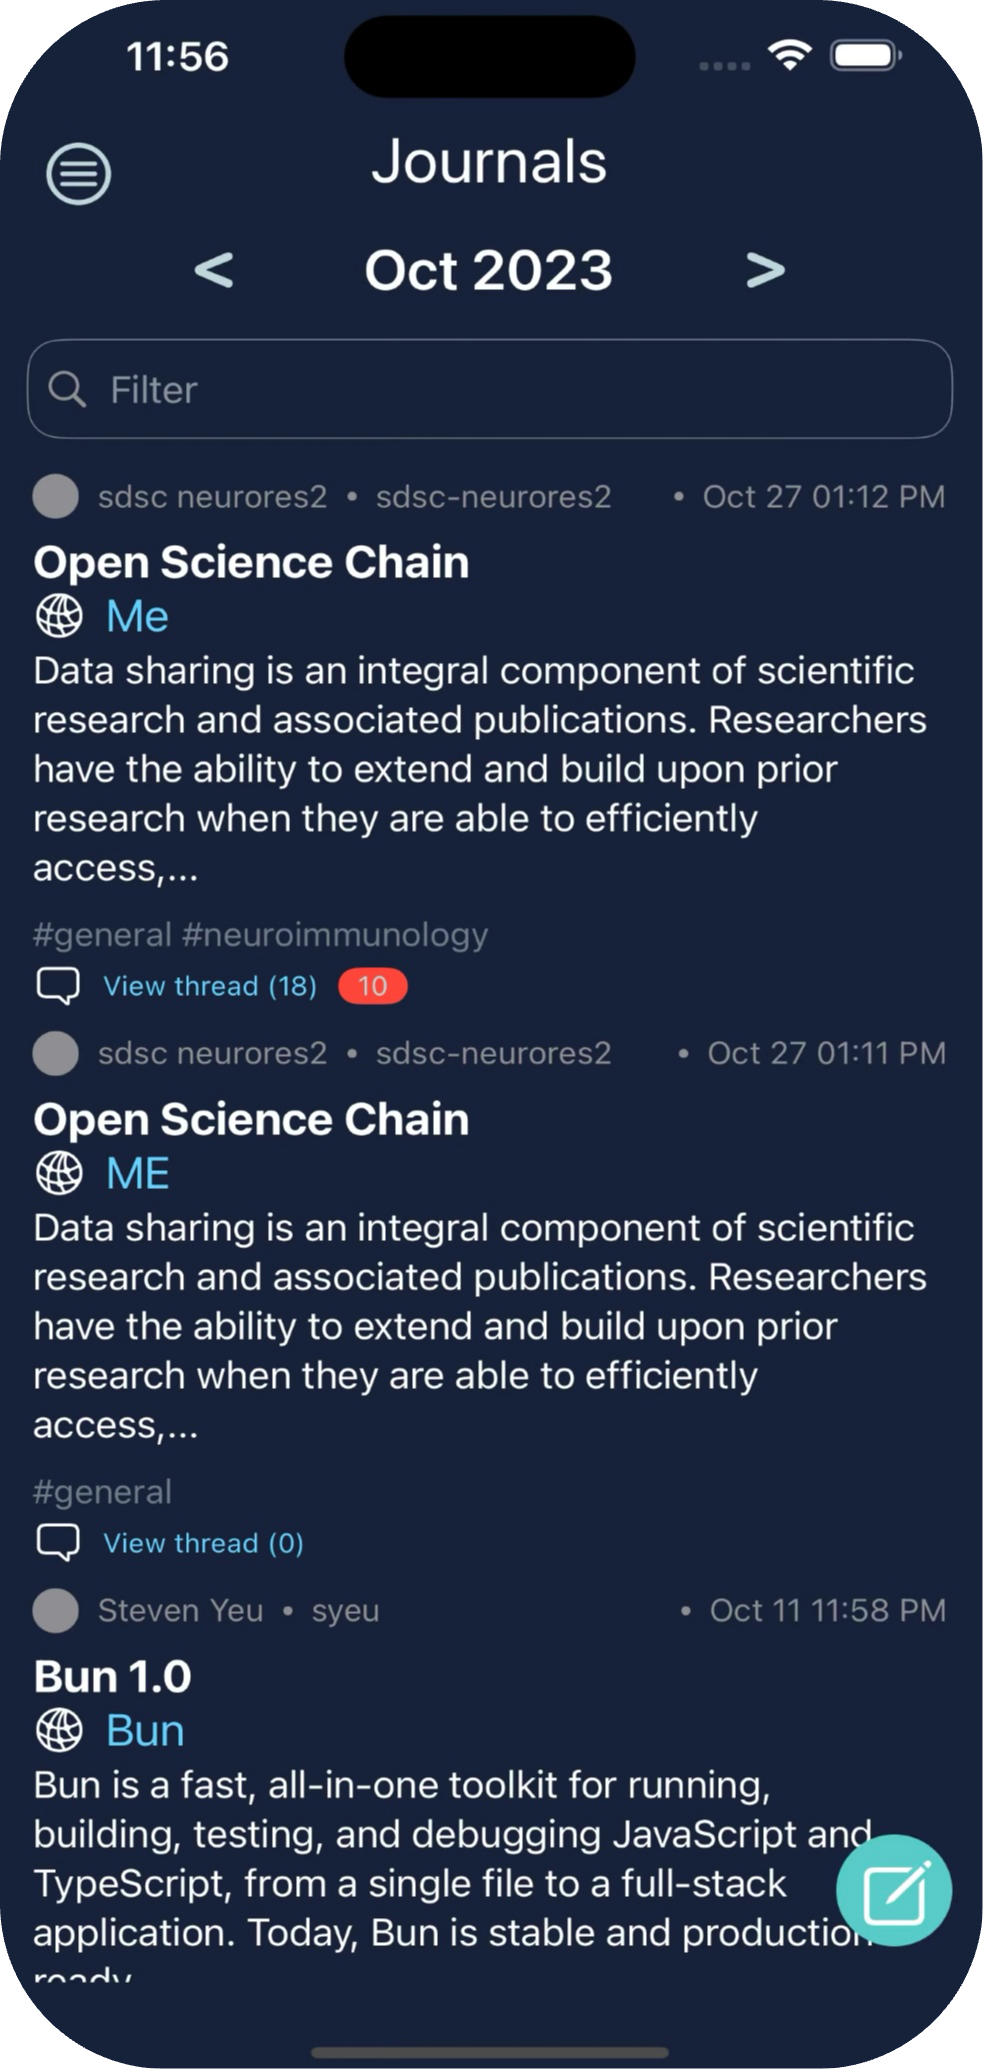 11:56
Journals
< Oct 2023 >
Filter
sdsc neurores2 • sdsc-neurores2 • Oct 27 01:12 PM
Open Science Chain
Me
Data sharing is an integral component of scientific
research and associated publications. Researchers
have the ability to extend and build upon prior
research when they are able to efficiently
access,...
#general #neuroimmunology
View thread (18) 10
sdsc neurores2 • sdsc-neurores2 • Oct 27 01:11 PM
Open Science Chain
ME
Data sharing is an integral component of scientific
research and associated publications. Researchers
have the ability to extend and build upon prior
research when they are able to efficiently
access,...
#general
View thread (0)
Steven Yeu • syeu • Oct 11 11:58 PM
Bun 1.0
Bun
Bun is a fast, all-in-one toolkit for running,
building, testing, and debugging JavaScript and
TypeScript, from a single file to a full-stack
application. Today, Bun is stable and production
ready